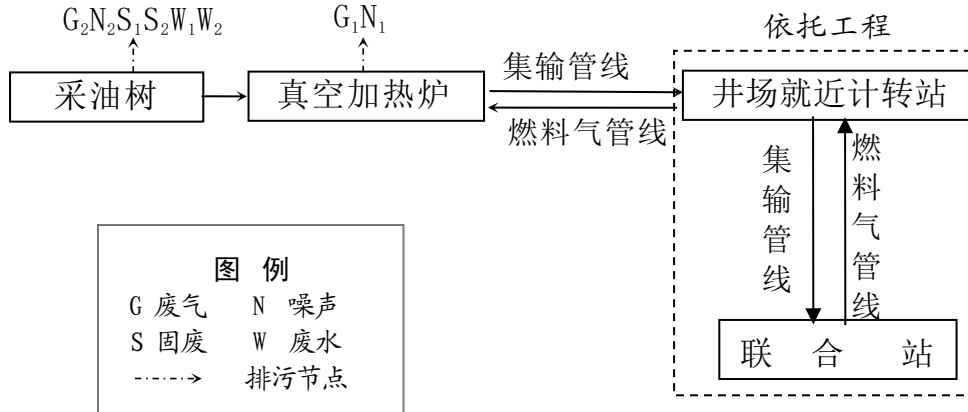 G₂N₂S₁S₂W₁W₂
G₁N₁
依托工程
采油树
真空加热炉
集输管线
燃料气管线
井场就近计转站
集输管线
燃料气管线
联 合 站
图 例
G 废气 N 噪声
S 固废 W 废水
排污节点